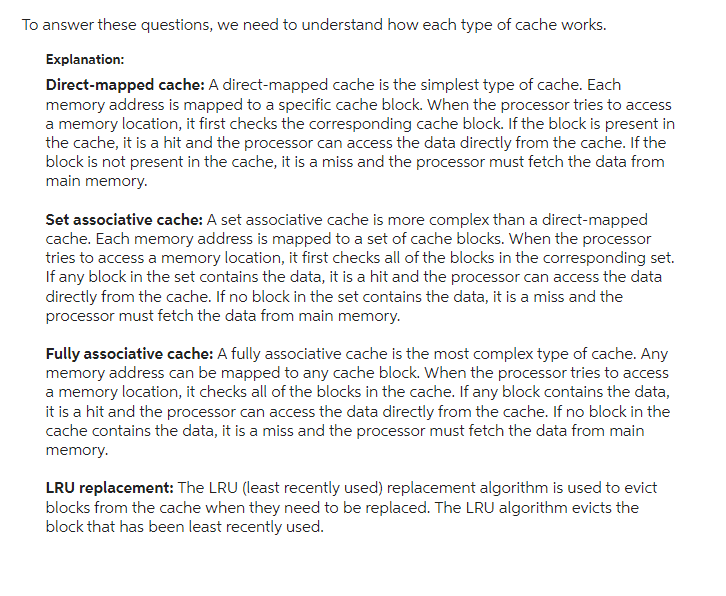 To answer these questions, we need to understand how each type of cache works.
Explanation:
Direct-mapped cache: A direct-mapped cache is the simplest type of cache. Each
memory address is mapped to a specific cache block. When the processor tries to access
a memory location, it first checks the corresponding cache block. If the block is present in
the cache, it is a hit and the processor can access the data directly from the cache. If the
block is not present in the cache, it is a miss and the processor must fetch the data from
main memory.
Set associative cache: A set associative cache is more complex than a direct-mapped
cache. Each memory address is mapped to a set of cache blocks. When the processor
tries to access a memory location, it first checks all of the blocks in the corresponding set.
If any block in the set contains the data, it is a hit and the processor can access the data
directly from the cache. If no block in the set contains the data, it is a miss and the
processor must fetch the data from main memory.
Fully associative cache: A fully associative cache is the most complex type of cache. Any
memory address can be mapped to any cache block. When the processor tries to access
a memory location, it checks all of the blocks in the cache. If any block contains the data,
it is a hit and the processor can access the data directly from the cache. If no block in the
cache contains the data, it is a miss and the processor must fetch the data from main
memory.
LRU replacement: The LRU (least recently used) replacement algorithm is used to evict
blocks from the cache when they need to be replaced. The LRU algorithm evicts the
block that has been least recently used.